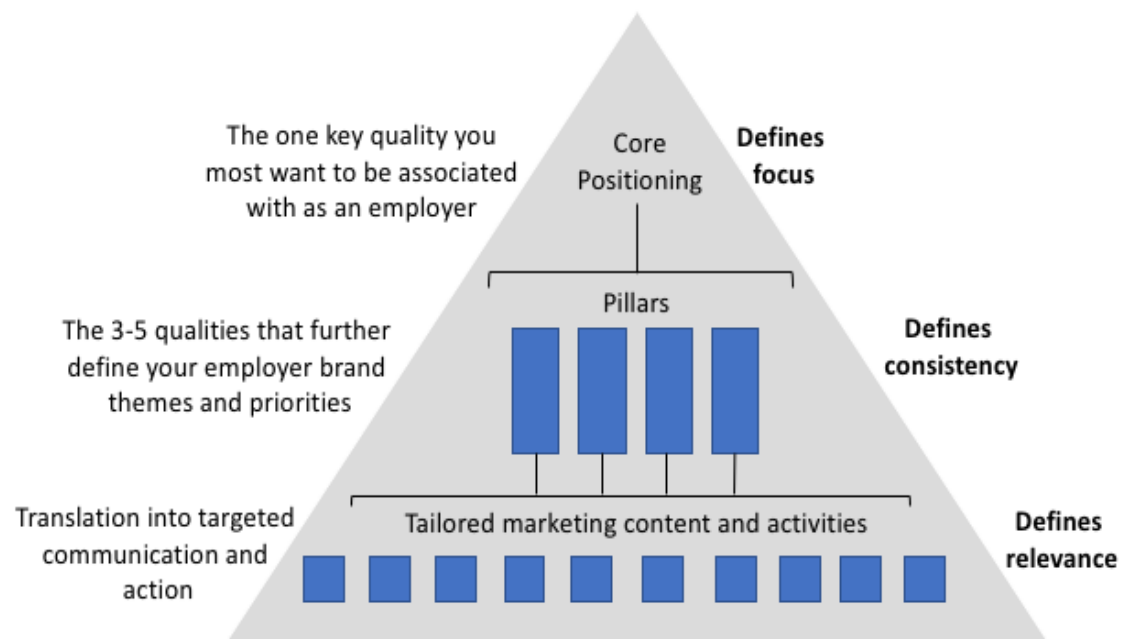 The one key quality you
most want to be associated
with as an employer
Core
Positioning
Defines
focus
Pillars
The 3-5 qualities that further
define your employer brand
themes and priorities
Defines
consistency
Translation into targeted
communication and
action
Tailored marketing content and activities
Defines
relevance